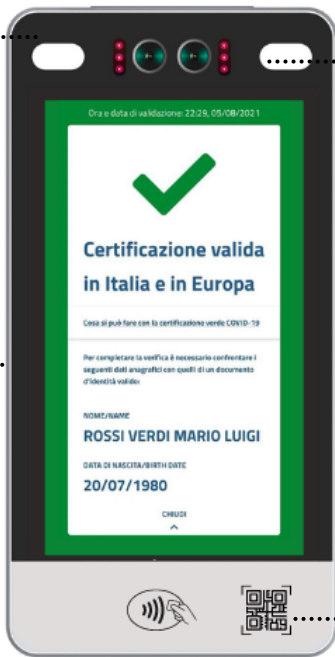 Ora e data di validazione: 22:29, 05/08/2021
Certificazione valida
in Italia e in Europa
Cosa si può fare con la certificazione verde COVID-19
Per completare la verifica è necessario confrontare i
seguenti dati anagrafici con quelli di un documento
d'identità valido:
NOME/NAME
ROSSI VERDI MARIO LUIGI
DATA DI NASCITA/BIRTH DATE
20/07/1980
CHIUDI